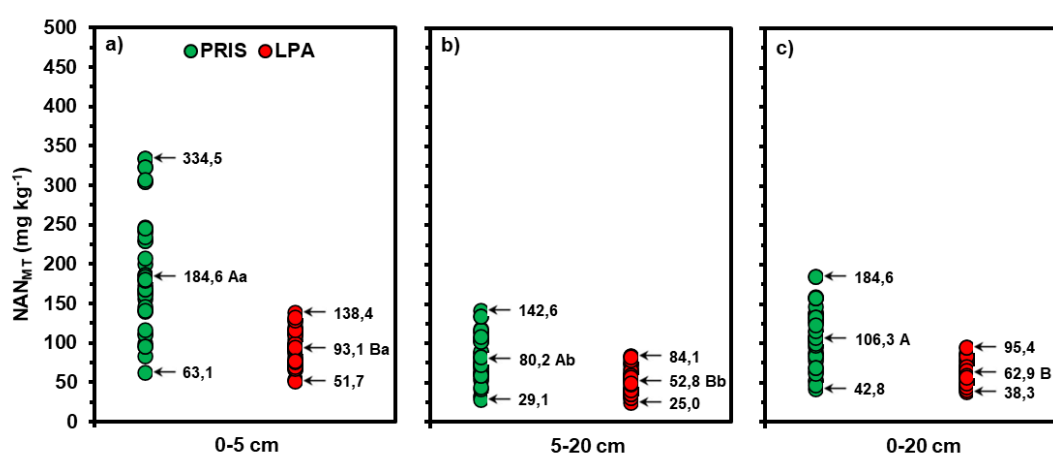 NAN_MT (mg kg⁻¹)
500
450
400
350
300
250
200
150
100
50
0
a)
PRIS LPA
334,5
184,6 Aa
63,1
138,4
93,1 Ba
51,7
0-5 cm
b)
142,6
80,2 Ab
29,1
84,1
52,8 Bb
25,0
5-20 cm
c)
184,6
106,3 A
42,8
95,4
62,9 B
38,3
0-20 cm